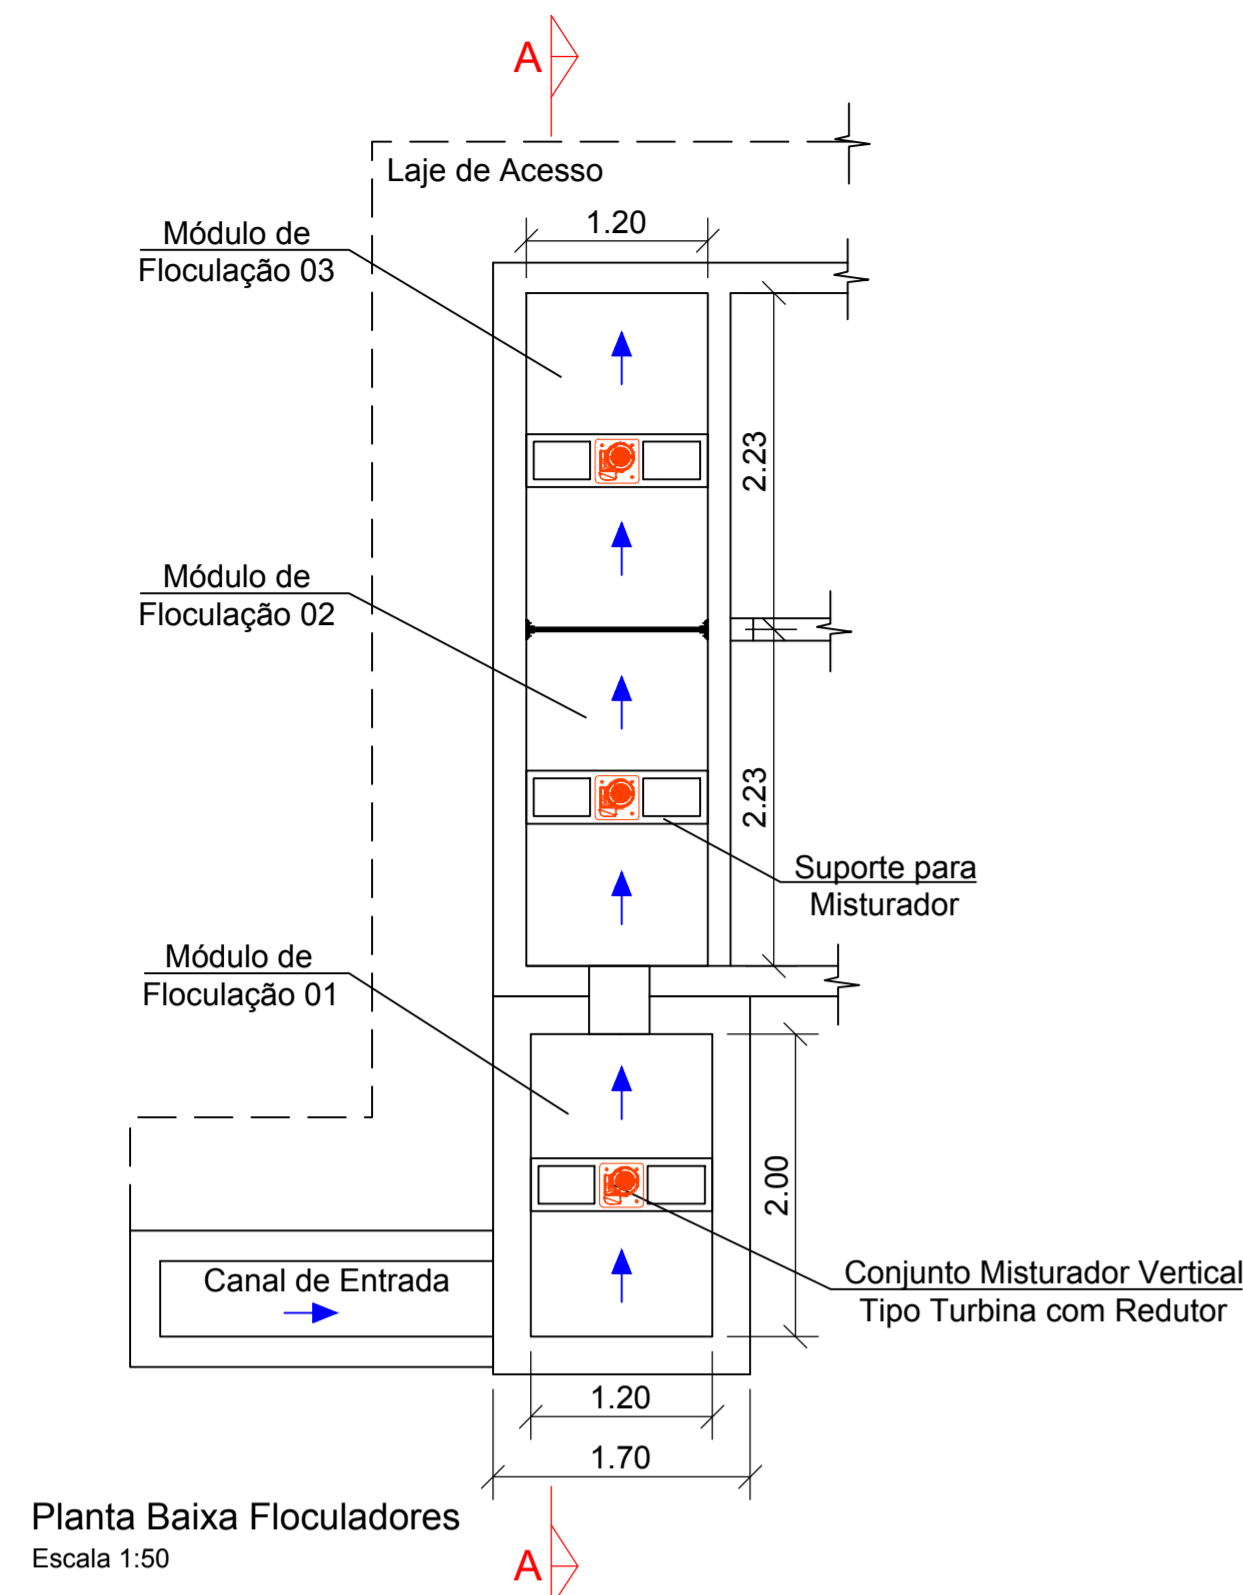 A
Laje de Acesso
1.20
Módulo de
Floculação 03
2.23
Módulo de
Floculação 02
2.23
Suporte para
Misturador
Módulo de
Floculação 01
2.00
Canal de Entrada
Conjunto Misturador Vertical
Tipo Turbina com Redutor
1.20
1.70
Planta Baixa Floculadores
Escala 1:50
A